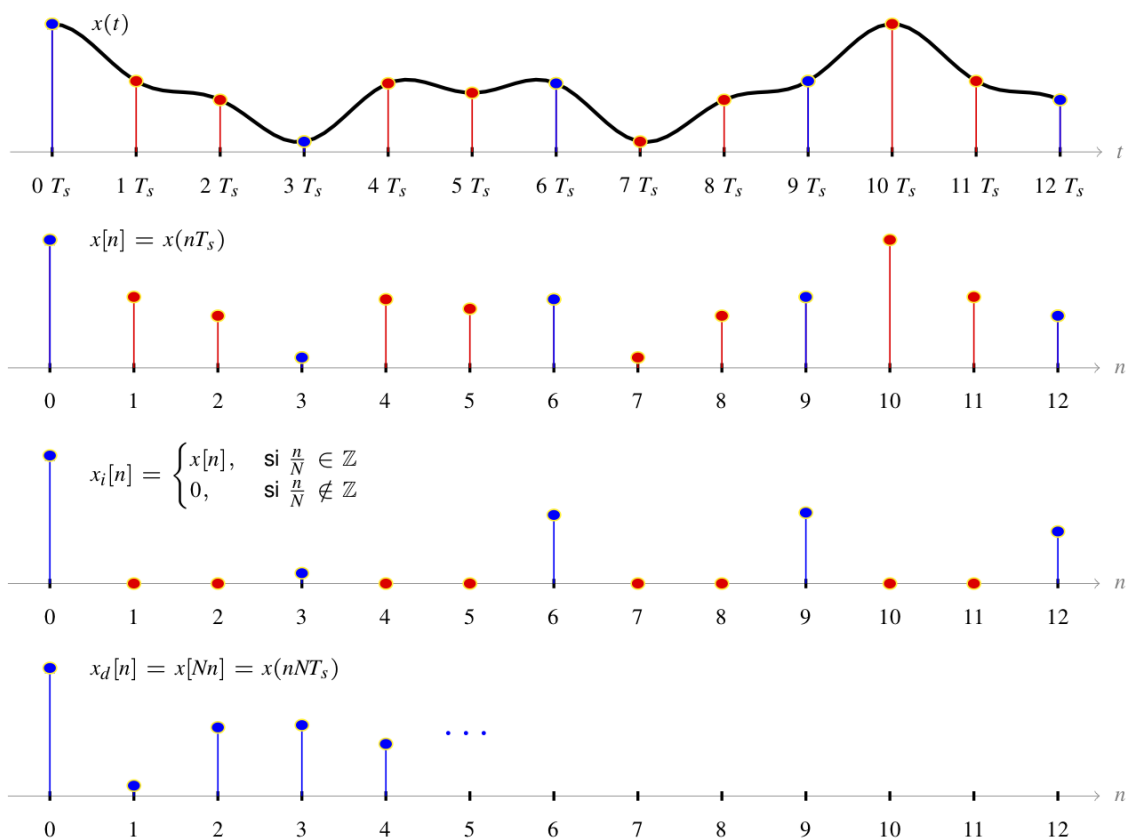 x(t)
t
0 T_s 1 T_s 2 T_s 3 T_s 4 T_s 5 T_s 6 T_s 7 T_s 8 T_s 9 T_s 10 T_s 11 T_s 12 T_s
x[n] = x(nT_s)
n
0 1 2 3 4 5 6 7 8 9 10 11 12
x_i[n] = { x[n], si n/N ∈ ℤ
0, si n/N ∉ ℤ
n
0 1 2 3 4 5 6 7 8 9 10 11 12
x_d[n] = x[Nn] = x(nNT_s)
...
n
0 1 2 3 4 5 6 7 8 9 10 11 12